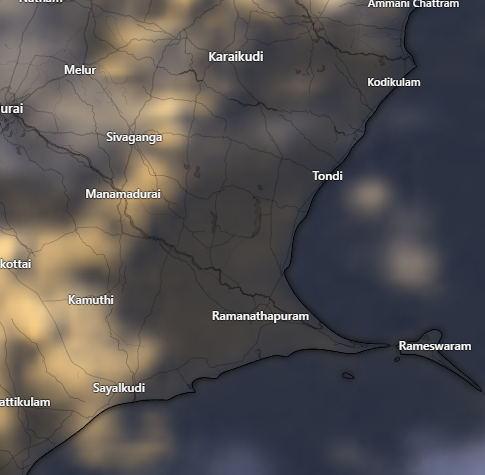 Natham
Ammani Chattram
Karaikudi
Melur
Kodikulam
urai
Sivaganga
Tondi
Manamadurai
kottai
Kamuthi
Ramanathapuram
Rameswaram
Sayalkudi
attikulam